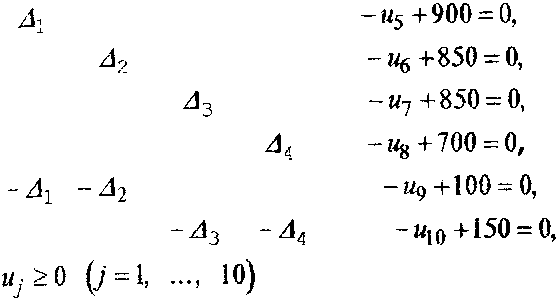 Δ₁ − u₅ + 900 = 0,
Δ₂ − u₆ + 850 = 0,
Δ₃ − u₇ + 850 = 0,
Δ₄ − u₈ + 700 = 0,
− Δ₁ − Δ₂ − u₉ + 100 = 0,
− Δ₃ − Δ₄ − u₁₀ + 150 = 0,
uⱼ ≥ 0 (j = 1, ..., 10)